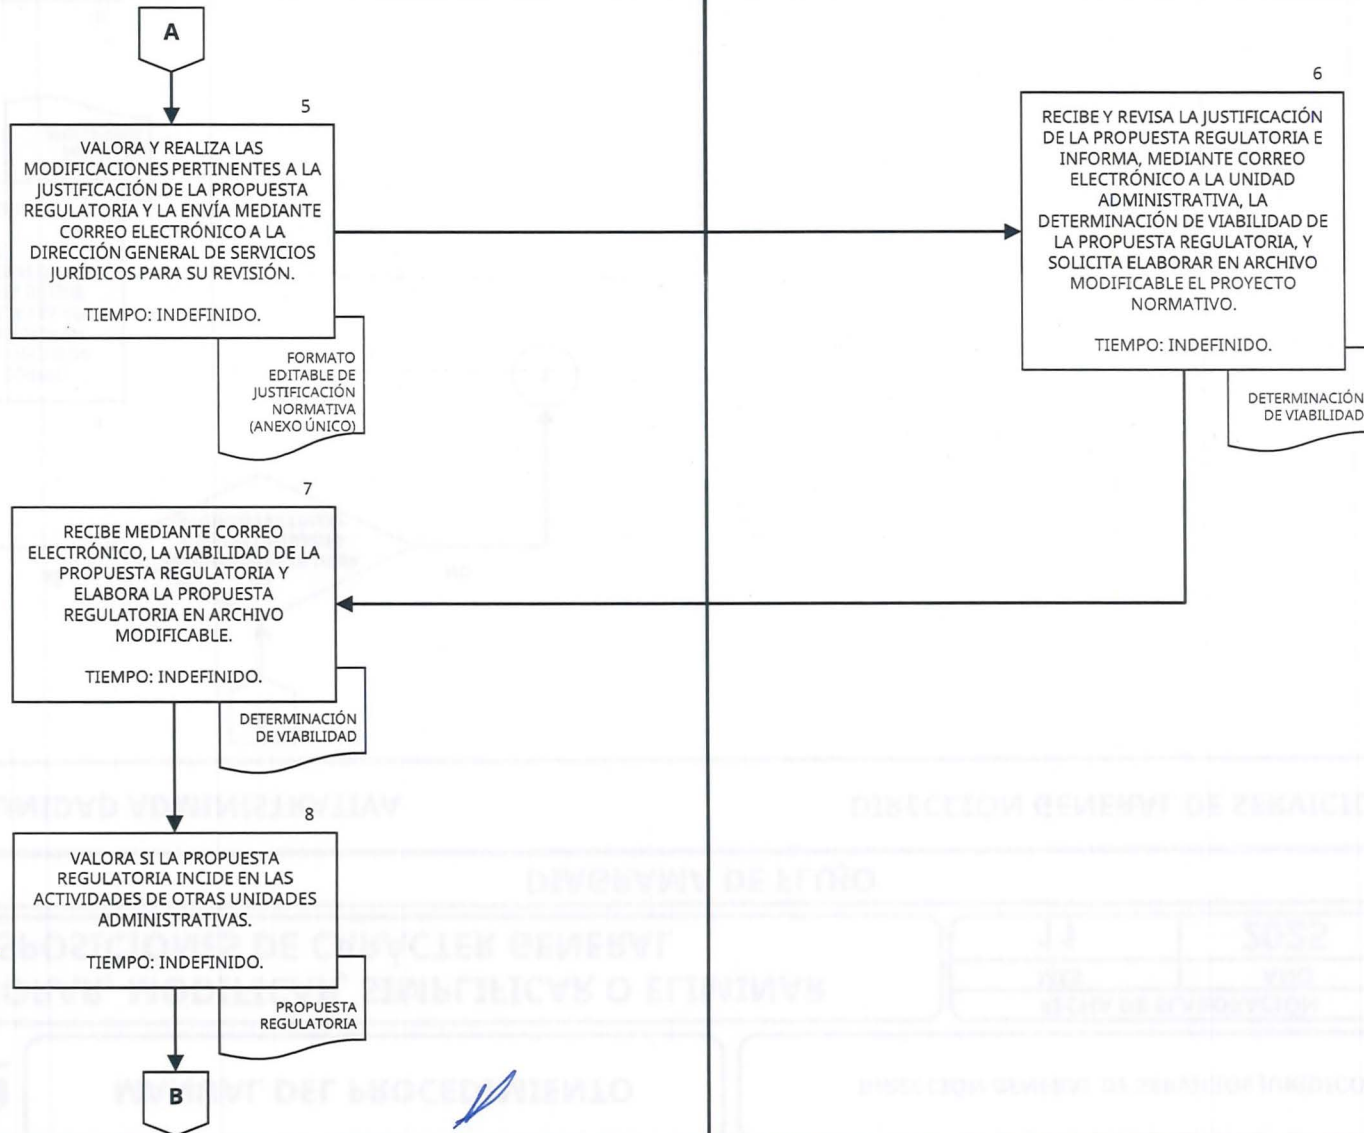 A
5
VALORA Y REALIZA LAS
MODIFICACIONES PERTINENTES A LA
JUSTIFICACIÓN DE LA PROPUESTA
REGULATORIA Y LA ENVÍA MEDIANTE
CORREO ELECTRÓNICO A LA
DIRECCIÓN GENERAL DE SERVICIOS
JURÍDICOS PARA SU REVISIÓN.
TIEMPO: INDEFINIDO.
FORMATO
EDITABLE DE
JUSTIFICACIÓN
NORMATIVA
(ANEXO ÚNICO)
6
RECIBE Y REVISA LA JUSTIFICACIÓN
DE LA PROPUESTA REGULATORIA E
INFORMA, MEDIANTE CORREO
ELECTRÓNICO A LA UNIDAD
ADMINISTRATIVA, LA
DETERMINACIÓN DE VIABILIDAD DE
LA PROPUESTA REGULATORIA, Y
SOLICITA ELABORAR EN ARCHIVO
MODIFICABLE EL PROYECTO
NORMATIVO.
TIEMPO: INDEFINIDO.
DETERMINACIÓN
DE VIABILIDAD
7
RECIBE MEDIANTE CORREO
ELECTRÓNICO, LA VIABILIDAD DE LA
PROPUESTA REGULATORIA Y
ELABORA LA PROPUESTA
REGULATORIA EN ARCHIVO
MODIFICABLE.
TIEMPO: INDEFINIDO.
DETERMINACIÓN
DE VIABILIDAD
8
VALORA SI LA PROPUESTA
REGULATORIA INCIDE EN LAS
ACTIVIDADES DE OTRAS UNIDADES
ADMINISTRATIVAS.
TIEMPO: INDEFINIDO.
PROPUESTA
REGULATORIA
B